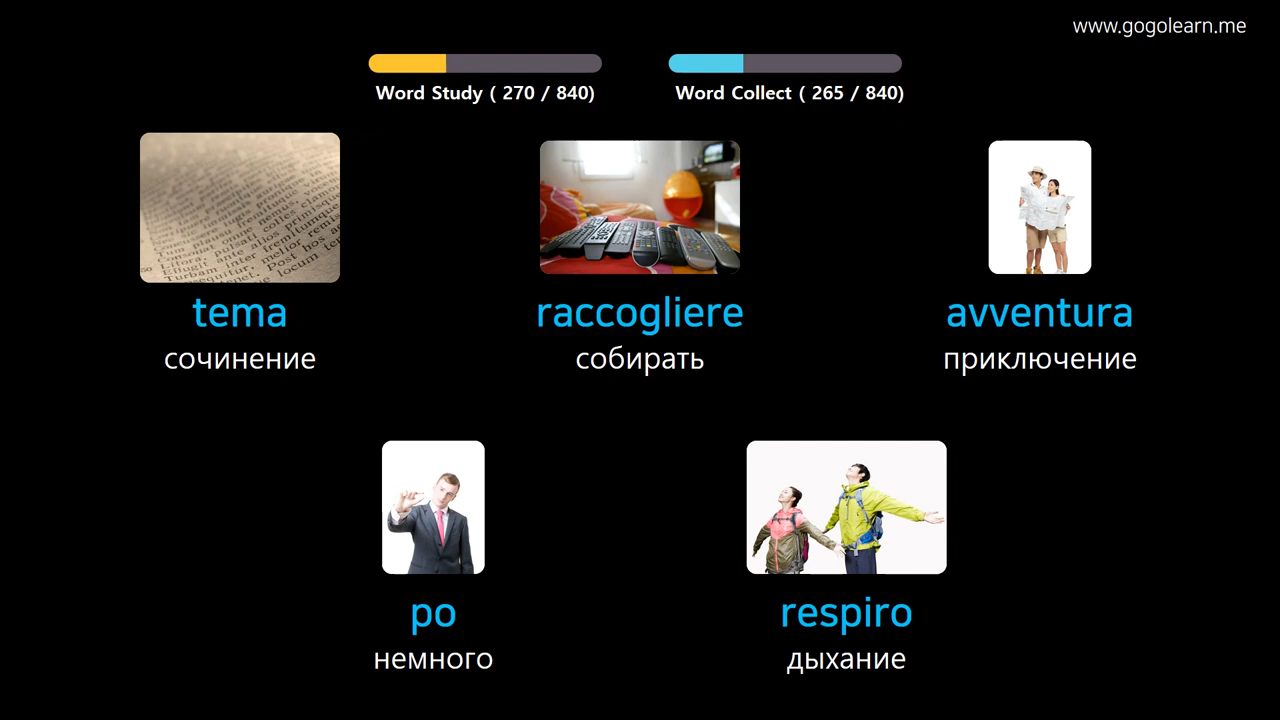 www.gogolearn.me
Word Study ( 270 / 840)
Word Collect ( 265 / 840)
tema
сочинение
raccogliere
собирать
avventura
приключение
po
немного
respiro
дыхание